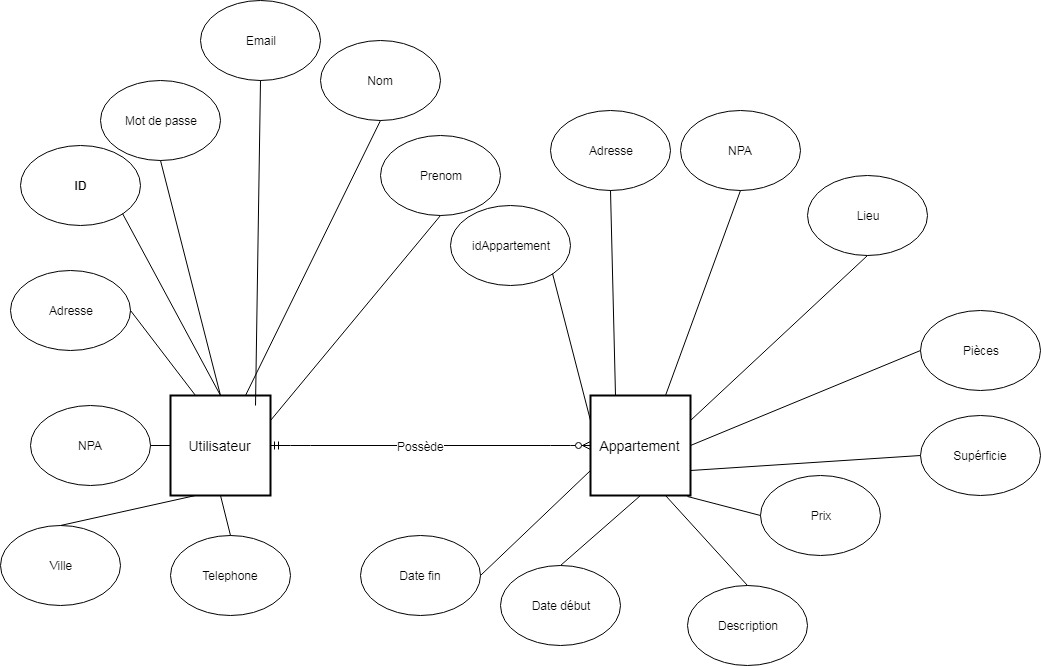 Email
Nom
Mot de passe
Prenom
ID
Adresse
NPA
Lieu
idAppartement
Adresse
Pièces
NPA
Utilisateur
Possède
Appartement
Supérficie
Prix
Ville
Telephone
Date fin
Date début
Description